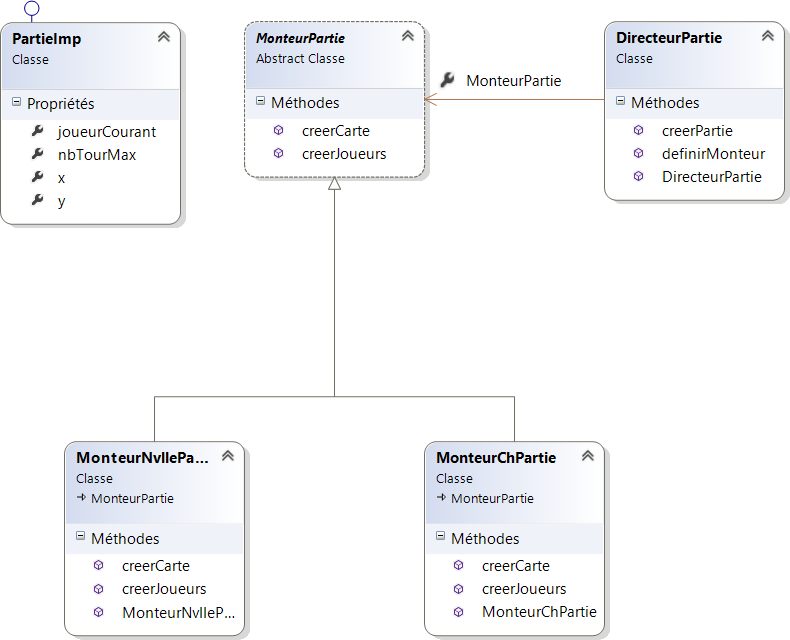 PartieImp
Classe
Propriétés
joueurCourant
nbTourMax
x
y
MonteurPartie
Abstract Classe
Méthodes
creerCarte
creerJoueurs
MonteurPartie
DirecteurPartie
Classe
Méthodes
creerPartie
definirMonteur
DirecteurPartie
MonteurNvllePa...
Classe
MonteurPartie
Méthodes
creerCarte
creerJoueurs
MonteurNvlleP...
MonteurChPartie
Classe
MonteurPartie
Méthodes
creerCarte
creerJoueurs
MonteurChPartie